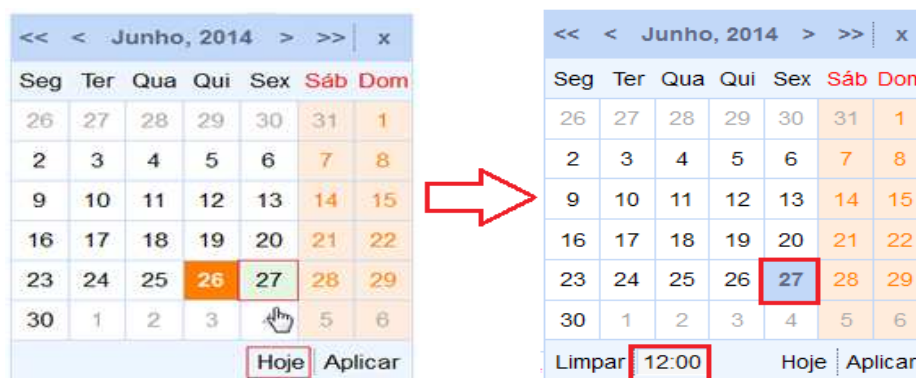 << < Junho, 2014 > >> x
Seg Ter Qua Qui Sex Sáb Dom
26 27 28 29 30 31 1
2 3 4 5 6 7 8
9 10 11 12 13 14 15
16 17 18 19 20 21 22
23 24 25 26 27 28 29
30 1 2 3 5 6
Hoje Aplicar
<< < Junho, 2014 > >> x
Seg Ter Qua Qui Sex Sáb Dom
26 27 28 29 30 31 1
2 3 4 5 6 7 8
9 10 11 12 13 14 15
16 17 18 19 20 21 22
23 24 25 26 27 28 29
30 1 2 3 4 5 6
Limpar 12:00 Hoje Aplicar